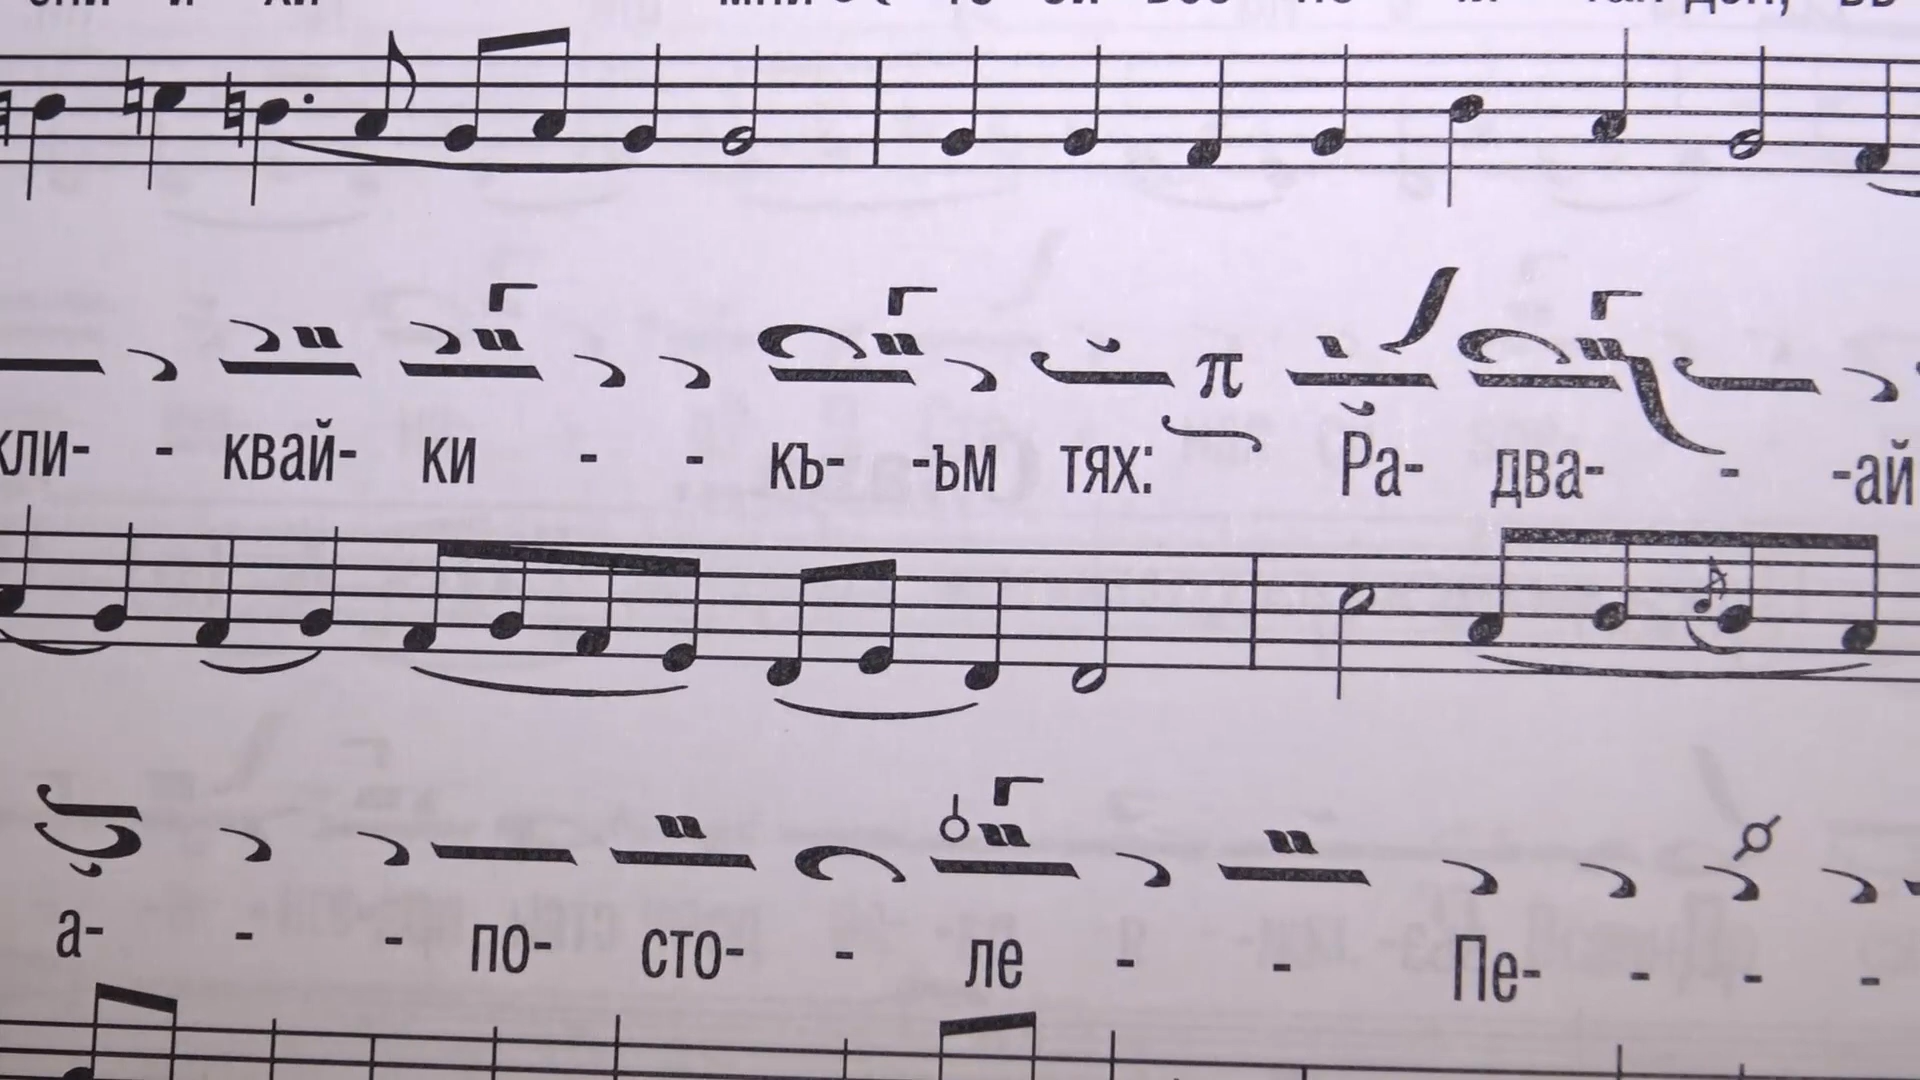 кли- - квай- ки - - къ- -ъм тях: π Ра- два- - -ай
а- - - по- сто- - ле - - Пе- - - -